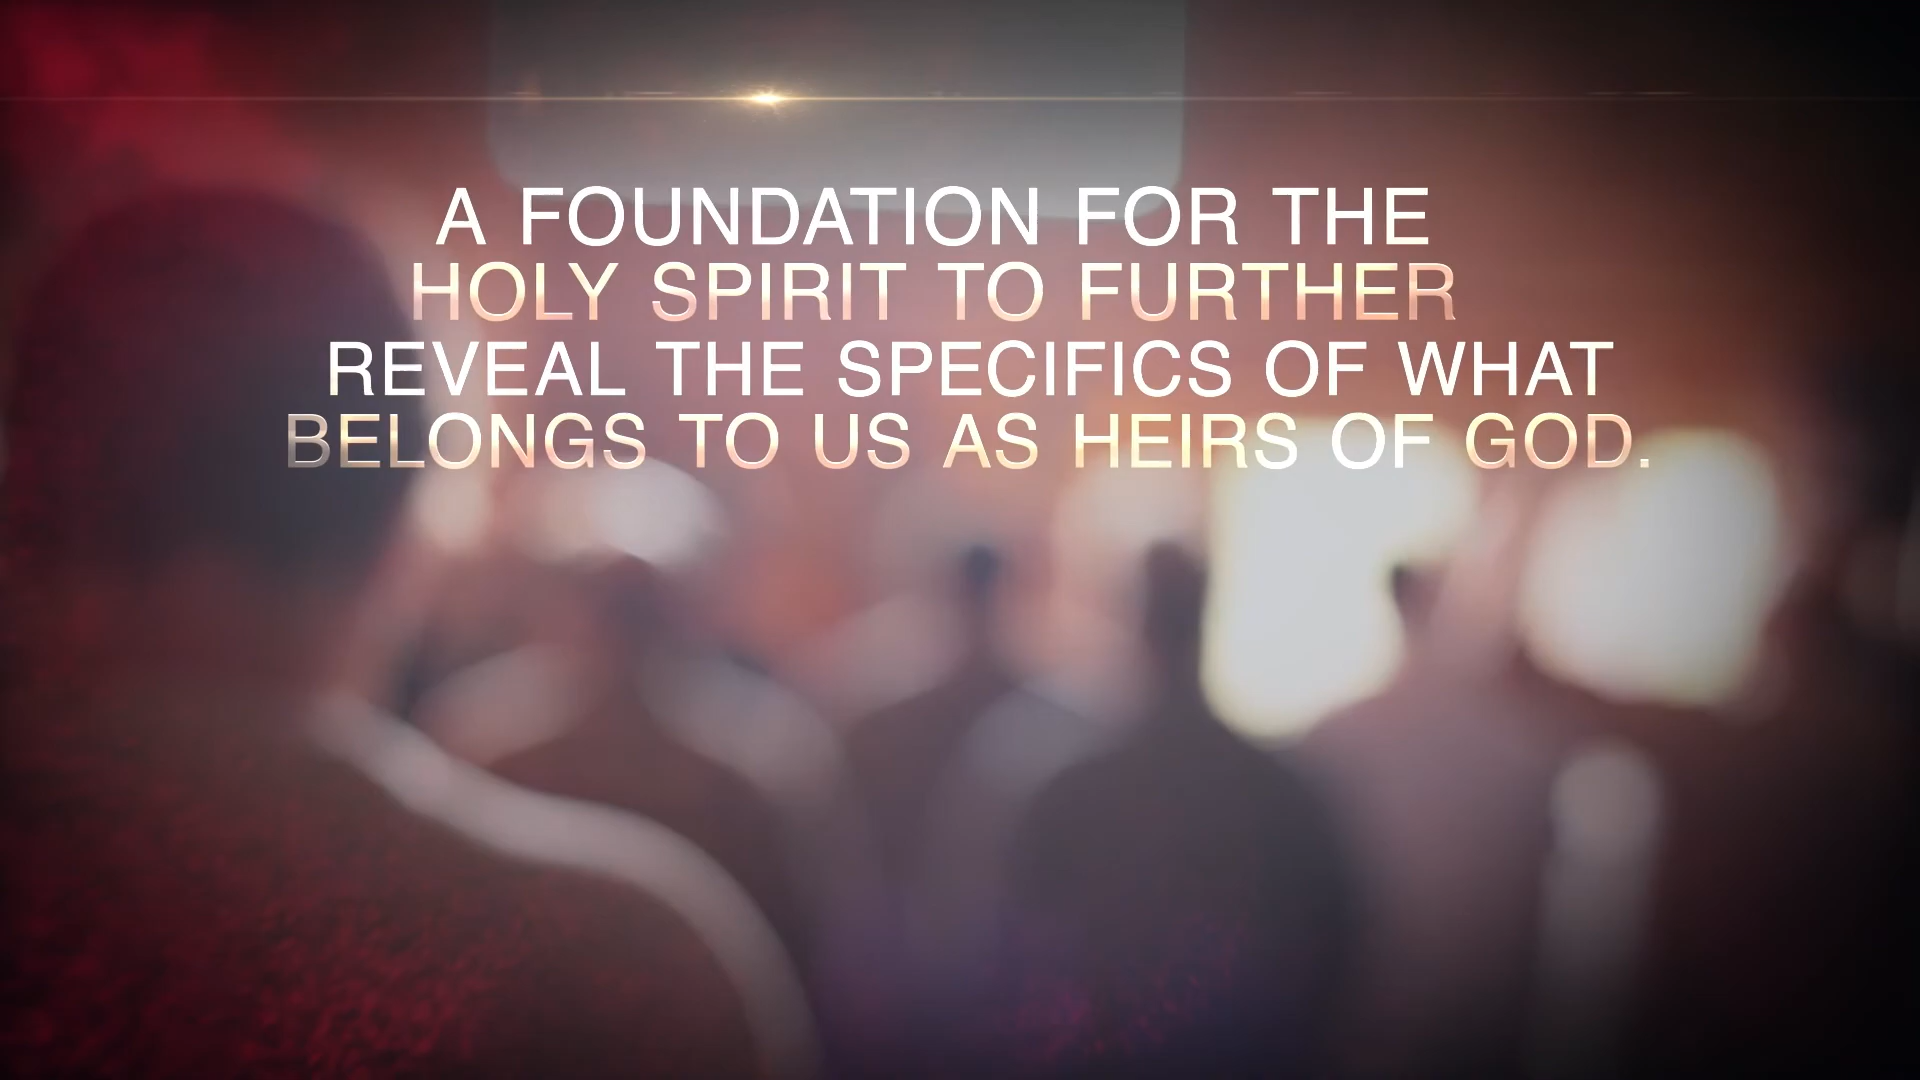 A FOUNDATION FOR THE
HOLY SPIRIT TO FURTHER
REVEAL THE SPECIFICS OF WHAT
BELONGS TO US AS HEIRS OF GOD.